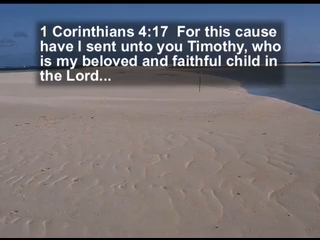 1 Corinthians 4:17  For this cause
have I sent unto you Timothy, who
is my beloved and faithful child in
the Lord...